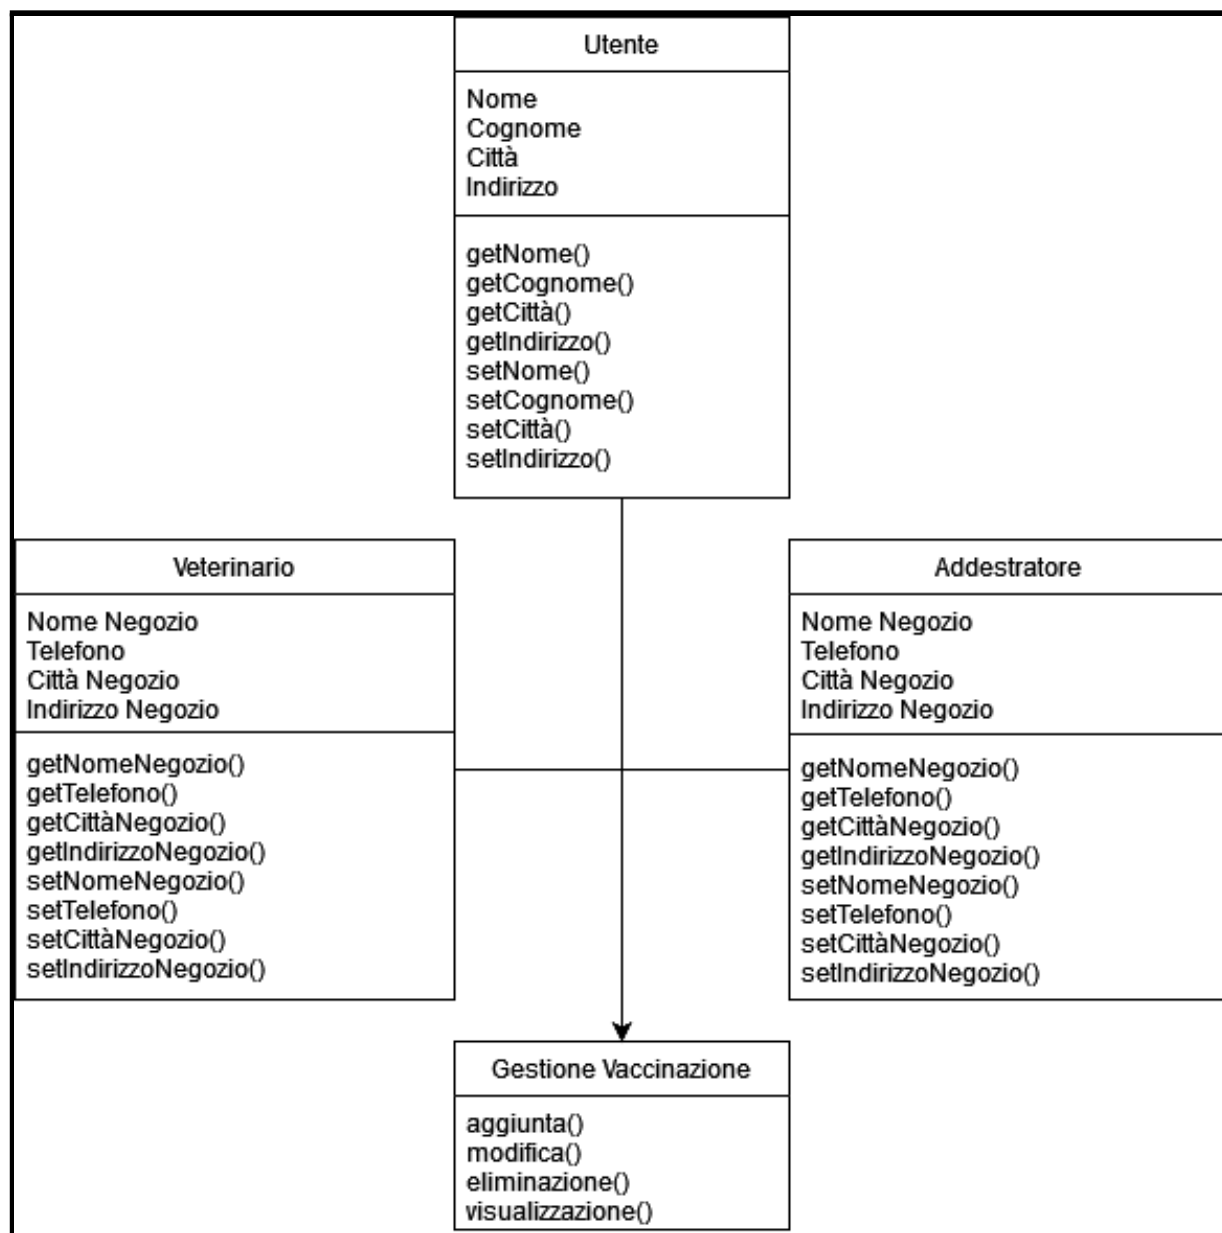 Utente
Nome
Cognome
Città
Indirizzo
getNome()
getCognome()
getCittà()
getIndirizzo()
setNome()
setCognome()
setCittà()
setIndirizzo()
Veterinario
Nome Negozio
Telefono
Città Negozio
Indirizzo Negozio
getNomeNegozio()
getTelefono()
getCittàNegozio()
getIndirizzoNegozio()
setNomeNegozio()
setTelefono()
setCittàNegozio()
setIndirizzoNegozio()
Addestratore
Nome Negozio
Telefono
Città Negozio
Indirizzo Negozio
getNomeNegozio()
getTelefono()
getCittàNegozio()
getIndirizzoNegozio()
setNomeNegozio()
setTelefono()
setCittàNegozio()
setIndirizzoNegozio()
Gestione Vaccinazione
aggiunta()
modifica()
eliminazione()
visualizzazione()